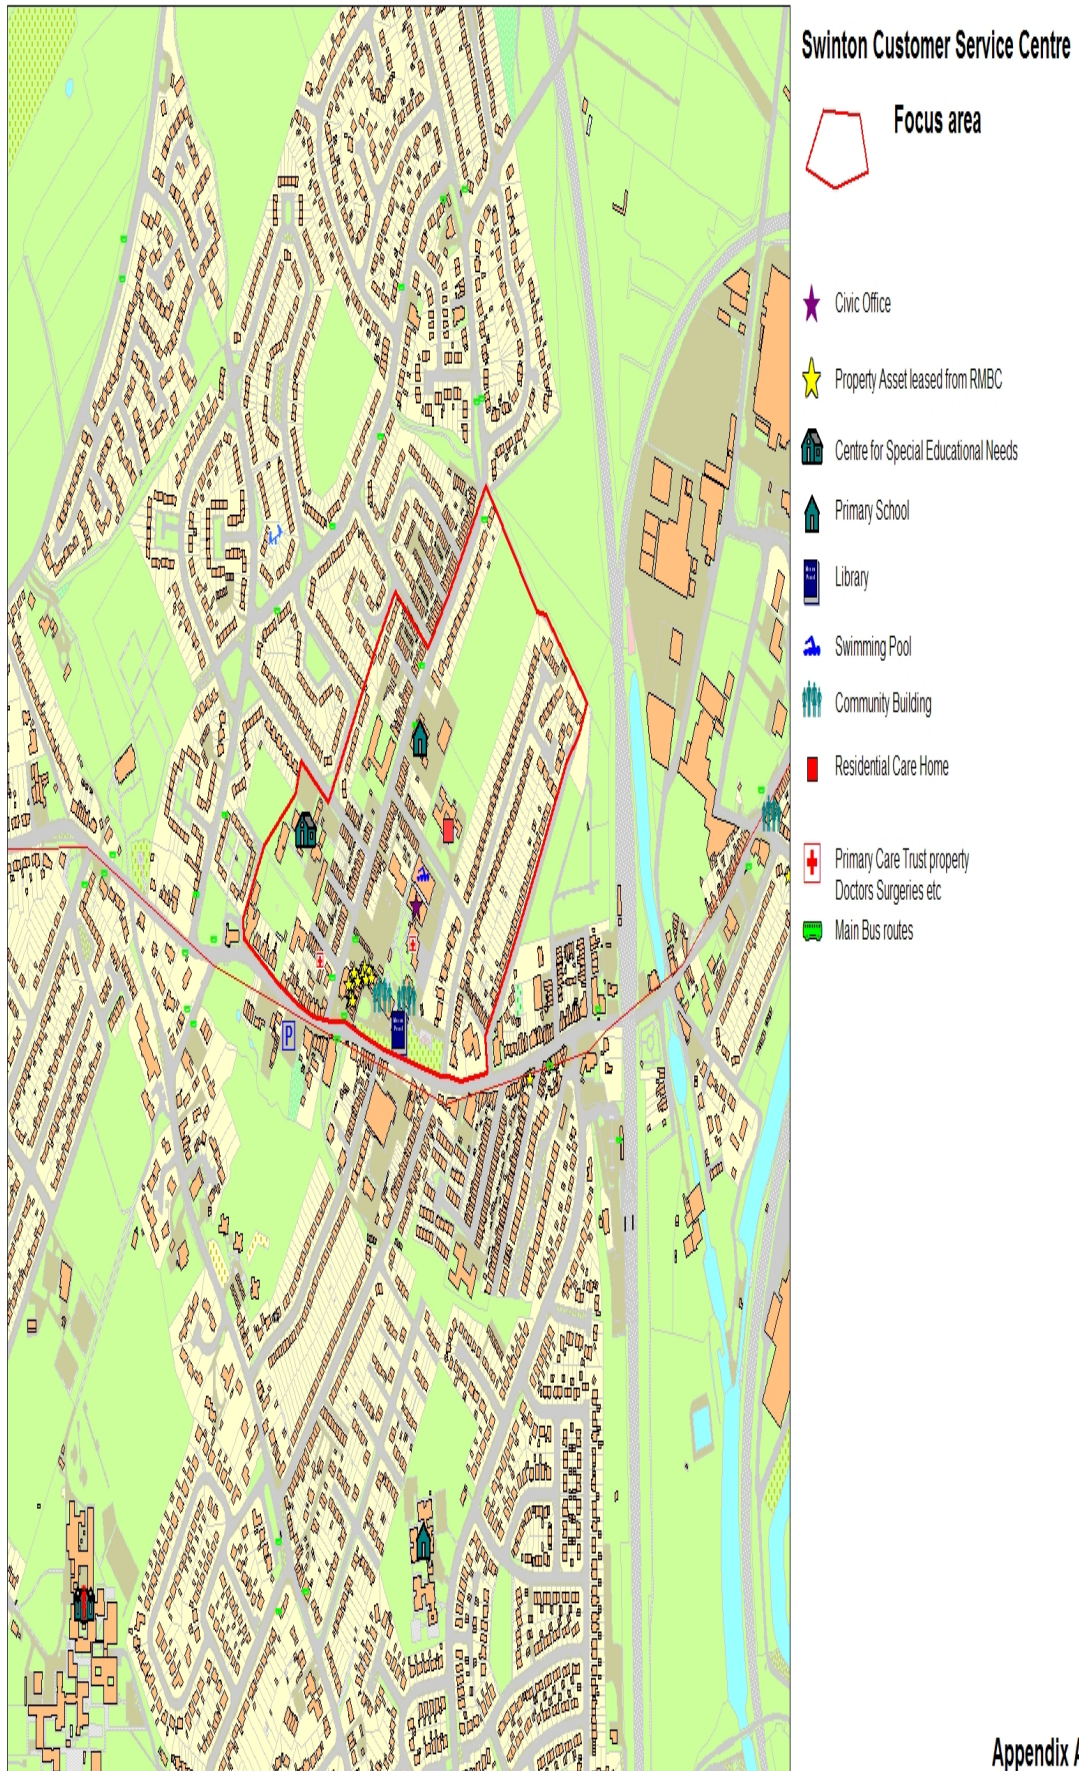 Swinton Customer Service Centre
Focus area
Civic Office
Property Asset leased from RMBC
Centre for Special Educational Needs
Primary School
Library
Swimming Pool
Community Building
Residential Care Home
Primary Care Trust property
Doctors Surgeries etc
Main Bus routes
P
Appendix A